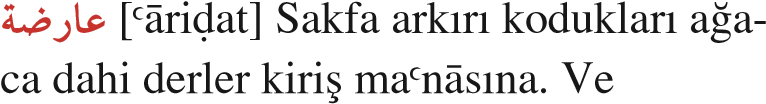 عارضة [ʿāriḍat] Sakfa arkırı kodukları ağa-
ca dahi derler kiriş maʿnāsına. Ve